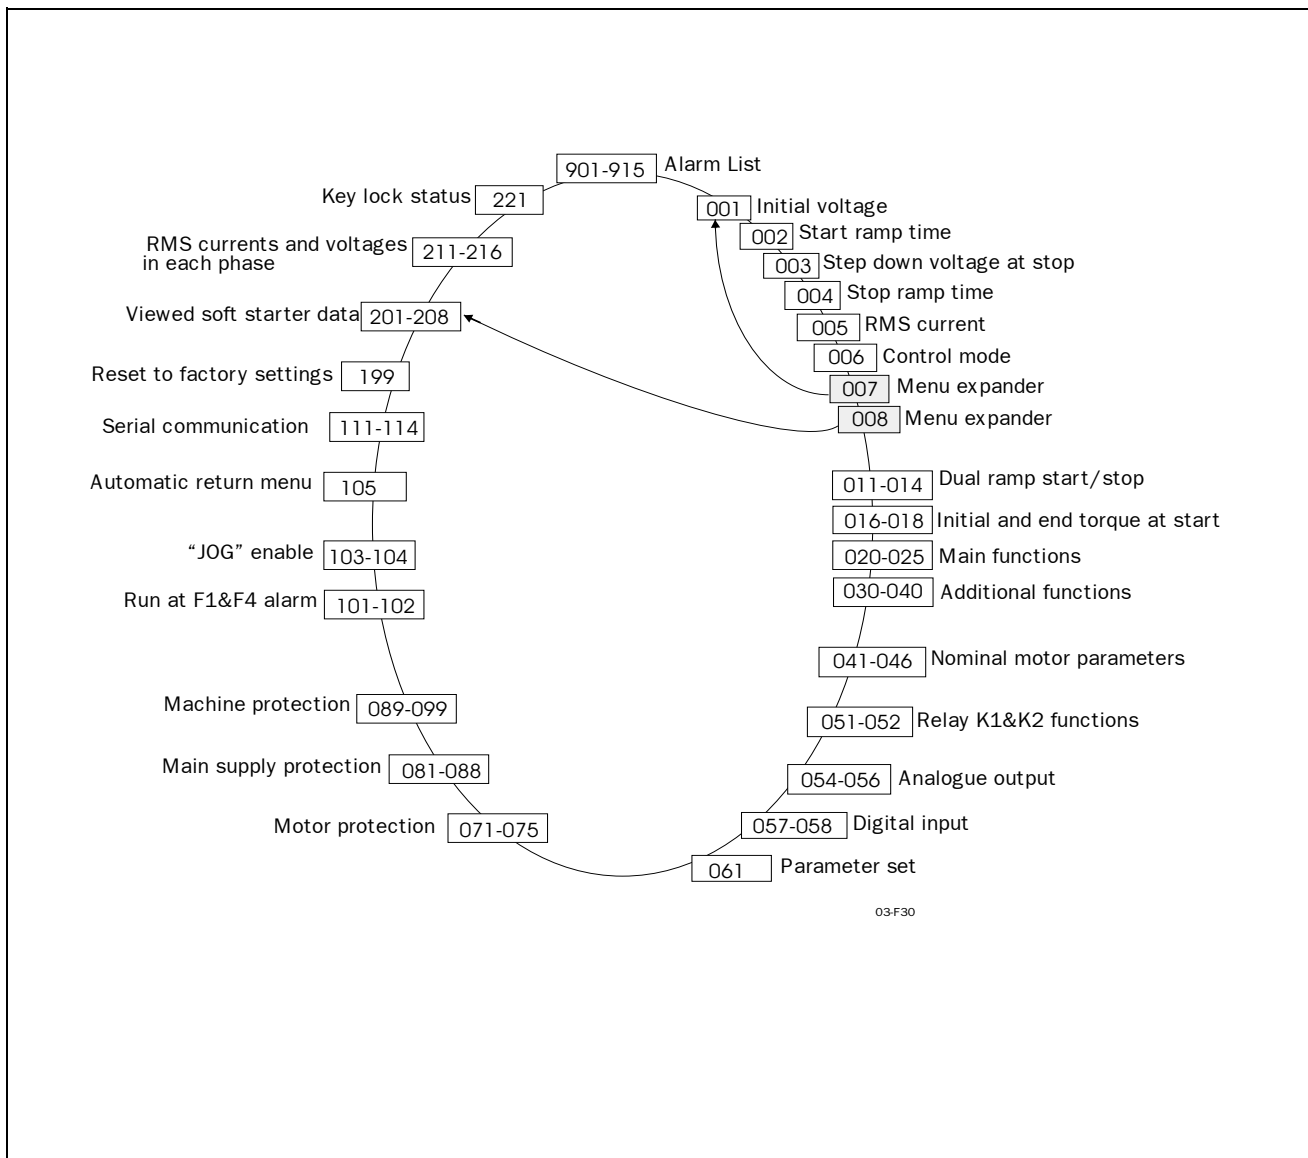 901-915 Alarm List
001 Initial voltage
002 Start ramp time
003 Step down voltage at stop
004 Stop ramp time
005 RMS current
006 Control mode
007 Menu expander
008 Menu expander
011-014 Dual ramp start/stop
016-018 Initial and end torque at start
020-025 Main functions
030-040 Additional functions
041-046 Nominal motor parameters
051-052 Relay K1&K2 functions
054-056 Analogue output
057-058 Digital input
061 Parameter set
Motor protection 071-075
Main supply protection 081-088
Machine protection 089-099
Run at F1&F4 alarm 101-102
“JOG” enable 103-104
Automatic return menu 105
Serial communication 111-114
Reset to factory settings 199
Viewed soft starter data 201-208
RMS currents and voltages
in each phase 211-216
Key lock status 221
03-F30